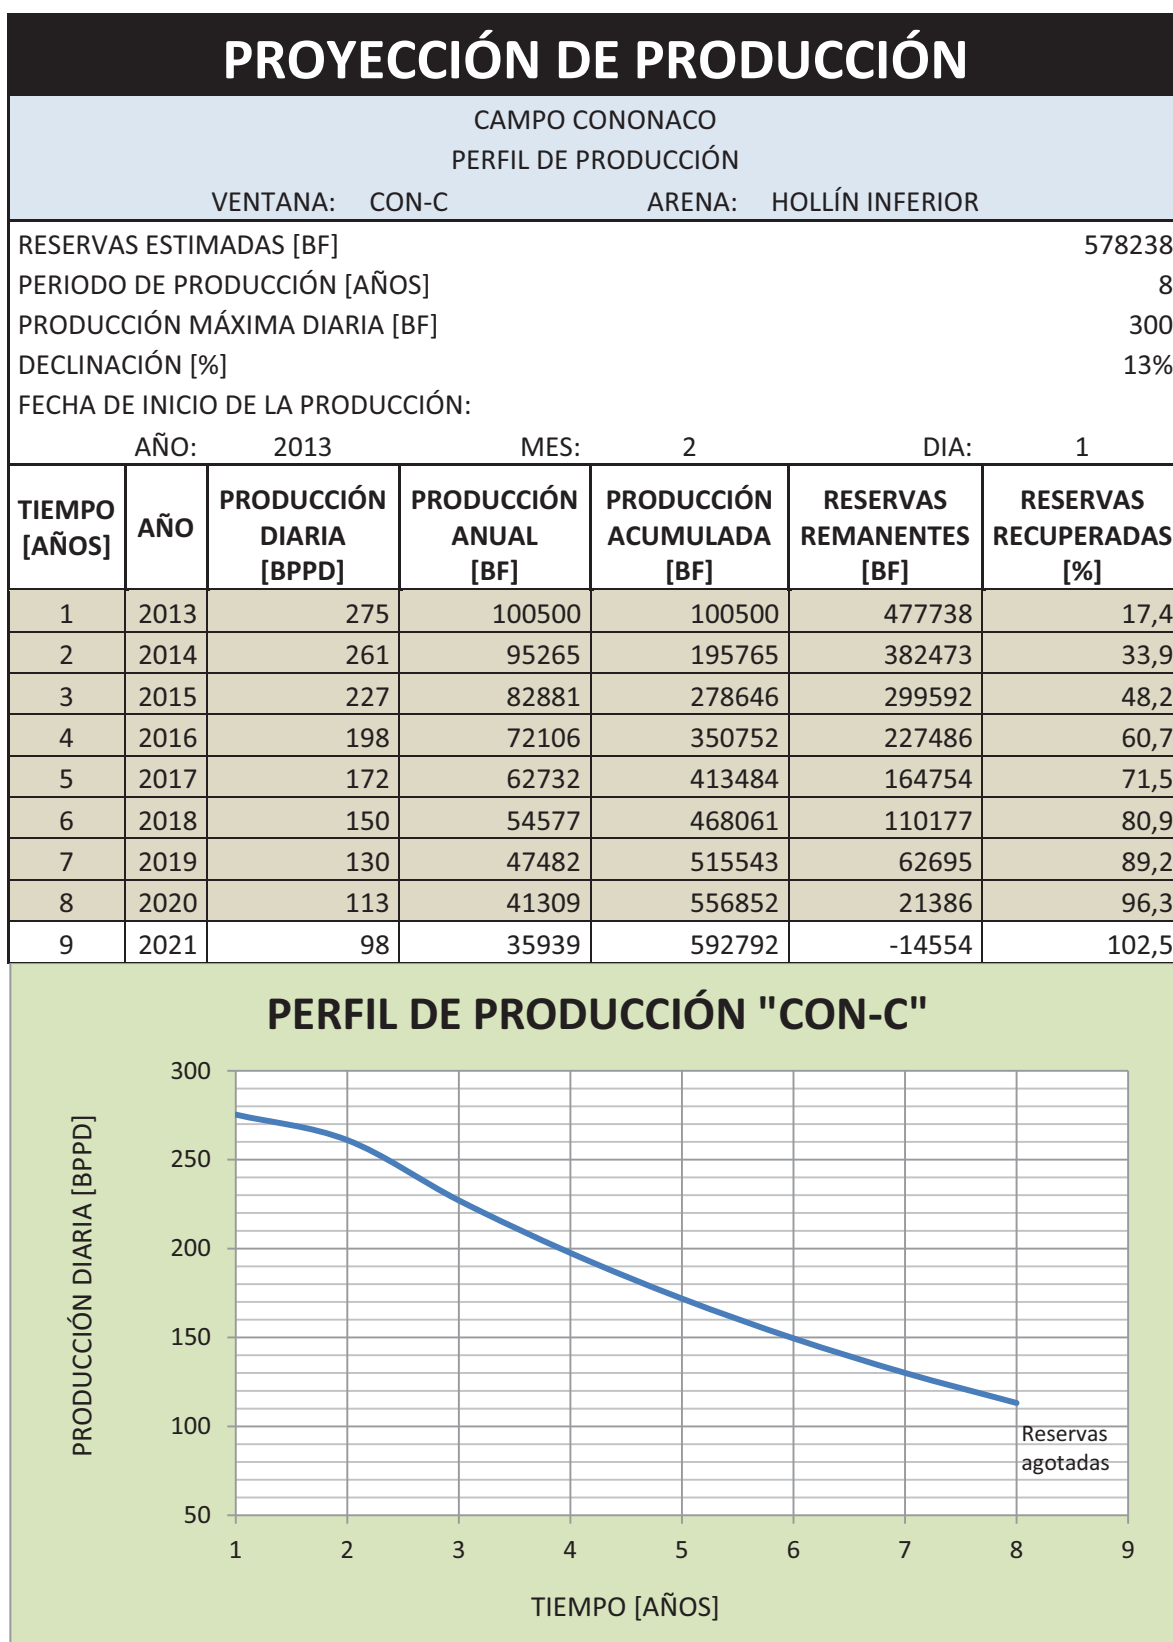 PROYECCIÓN DE PRODUCCIÓN
CAMPO CONONACO
PERFIL DE PRODUCCIÓN
VENTANA: CON-C ARENA: HOLLÍN INFERIOR
RESERVAS ESTIMADAS [BF] 578238
PERIODO DE PRODUCCIÓN [AÑOS] 8
PRODUCCIÓN MÁXIMA DIARIA [BF] 300
DECLINACIÓN [%] 13%
FECHA DE INICIO DE LA PRODUCCIÓN:
AÑO: 2013 MES: 2 DIA: 1
TIEMPO [AÑOS] AÑO PRODUCCIÓN DIARIA [BPPD] PRODUCCIÓN ANUAL [BF] PRODUCCIÓN ACUMULADA [BF] RESERVAS REMANENTES [BF] RESERVAS RECUPERADAS [%]
1 2013 275 100500 100500 477738 17,4
2 2014 261 95265 195765 382473 33,9
3 2015 227 82881 278646 299592 48,2
4 2016 198 72106 350752 227486 60,7
5 2017 172 62732 413484 164754 71,5
6 2018 150 54577 468061 110177 80,9
7 2019 130 47482 515543 62695 89,2
8 2020 113 41309 556852 21386 96,3
9 2021 98 35939 592792 -14554 102,5
PERFIL DE PRODUCCIÓN "CON-C"
PRODUCCIÓN DIARIA [BPPD]
300
250
200
150
100
50
Reservas
agotadas
1 2 3 4 5 6 7 8 9
TIEMPO [AÑOS]